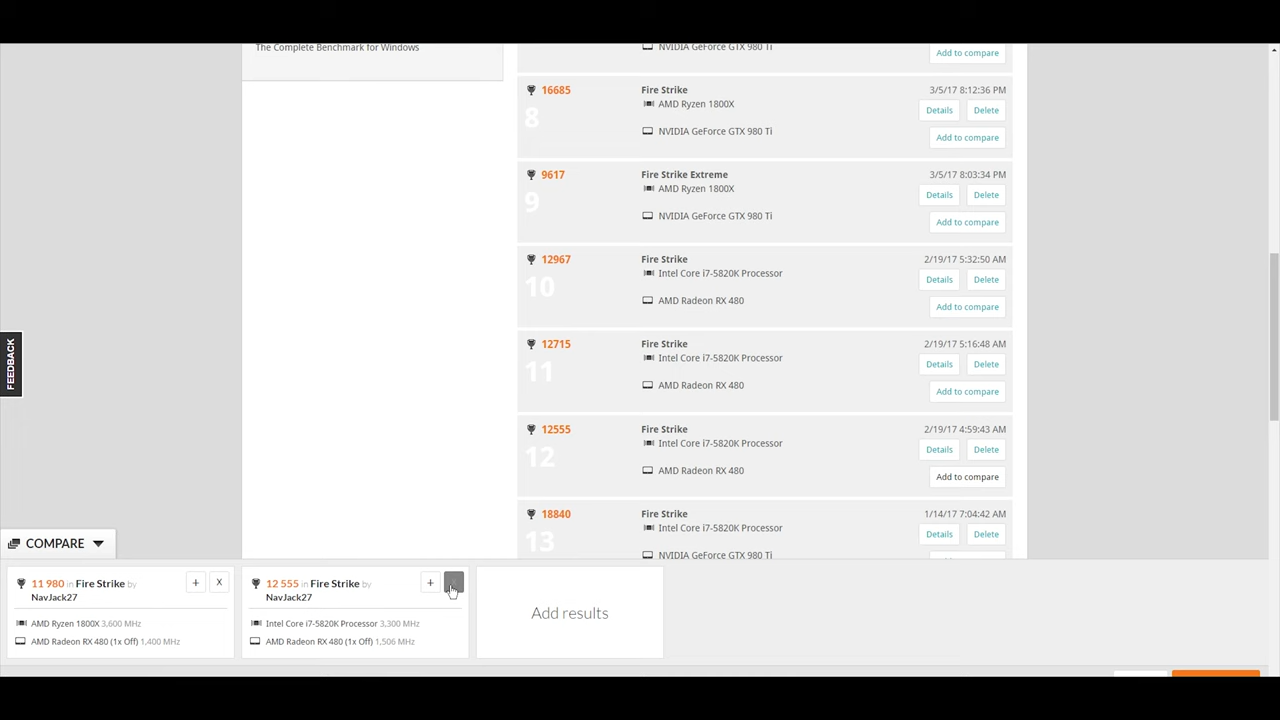 The Complete Benchmark for Windows
NVIDIA GeForce GTX 980 Ti
Add to compare
16685
Fire Strike
3/5/17 8:12:36 PM
8
AMD Ryzen 1800X
Details
Delete
NVIDIA GeForce GTX 980 Ti
Add to compare
9617
Fire Strike Extreme
3/5/17 8:03:34 PM
9
AMD Ryzen 1800X
Details
Delete
NVIDIA GeForce GTX 980 Ti
Add to compare
12967
Fire Strike
2/19/17 5:32:50 AM
10
Intel Core i7-5820K Processor
Details
Delete
AMD Radeon RX 480
Add to compare
12715
Fire Strike
2/19/17 5:16:48 AM
11
Intel Core i7-5820K Processor
Details
Delete
AMD Radeon RX 480
Add to compare
12555
Fire Strike
2/19/17 4:59:43 AM
12
Intel Core i7-5820K Processor
Details
Delete
AMD Radeon RX 480
Add to compare
18840
Fire Strike
1/14/17 7:04:42 AM
13
Intel Core i7-5820K Processor
Details
Delete
NVIDIA GeForce GTX 980 Ti
FEEDBACK
COMPARE
11 980 in Fire Strike by
NavJack27
+
X
AMD Ryzen 1800X 3,600 MHz
AMD Radeon RX 480 (1x Off) 1,400 MHz
12 555 in Fire Strike by
NavJack27
+
Intel Core i7-5820K Processor 3,300 MHz
AMD Radeon RX 480 (1x Off) 1,506 MHz
Add results